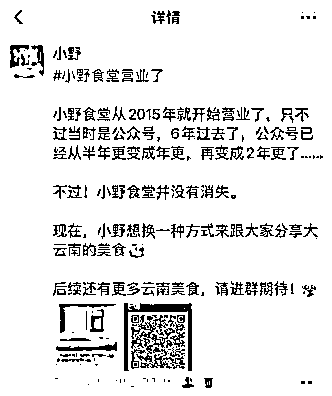 详情
小野
#小野食堂营业了
小野食堂从2015年就开始营业了，只不
过当时是公众号，6年过去了，公众号已
经从半年更变成年更，再变成2年更了……
不过！小野食堂并没有消失。
现在，小野想换一种方式来跟大家分享大
云南的美食
后续还有更多云南美食，请进群期待！